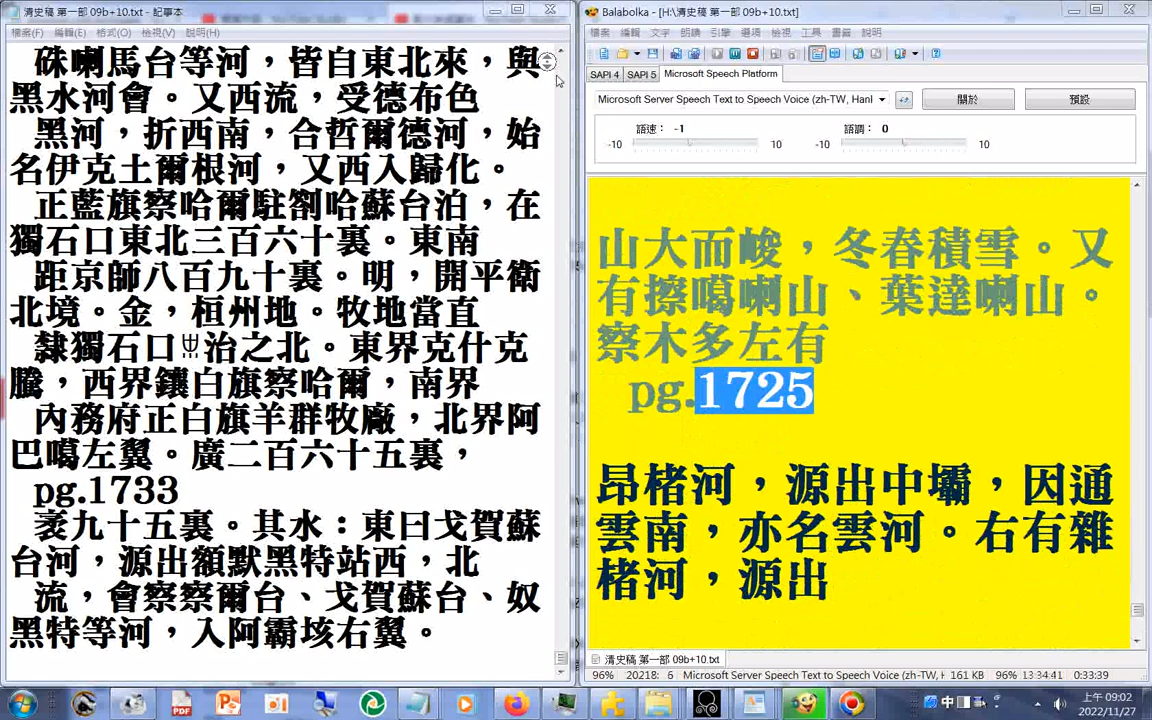 清史稿 第一部 09b+10.txt - 記事本
檔案(F) 編輯(E) 格式(O) 檢視(V) 說明(H)
硃喇馬台等河，皆自東北來，與
黑水河會。又西流，受德布色
黑河，折西南，合哲爾德河，始
名伊克土爾根河，又西入歸化。
正藍旗察哈爾駐劄哈蘇台泊，在
獨石口東北三百六十裏。東南
距京師八百九十裏。明，開平衛
北境。金，桓州地。牧地當直
隸獨石口治之北。東界克什克
騰，西界鑲白旗察哈爾，南界
內務府正白旗羊群牧廠，北界阿
巴噶左翼。廣二百六十五裏，
pg.1733
袤九十五裏。其水：東曰戈賀蘇
台河，源出額默黑特站西，北
流，會察察爾台、戈賀蘇台、奴
黑特等河，入阿霸垓右翼。
Balabolka - [H:\清史稿 第一部 09b+10.txt]
檔案 編輯 文字 朗讀 引擎 選項 檢視 工具 書籤 說明
SAPI 4 SAPI 5 Microsoft Speech Platform
Microsoft Server Speech Text to Speech Voice (zh-TW, Hanl
關於
預設
語速： -1 語調： 0
-10 10 -10 10
山大而峻，冬春積雪。又
有擦噶喇山、葉達喇山。
察木多左有
pg.1725
昂楮河，源出中壩，因通
雲南，亦名雲河。右有雜
楮河，源出
清史稿 第一部 09b+10.txt
96% 20218: 6 Microsoft Server Speech Text to Speech Voice (zh-TW, 161 KB 96% 13:34:41 0:33:39
中
上午 09:02
2022/11/27